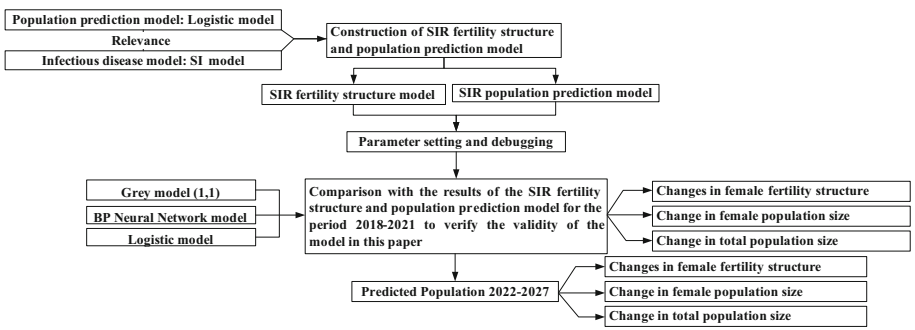 Population prediction model: Logistic model
Relevance
Infectious disease model: SI model
Construction of SIR fertility structure
and population prediction model
SIR fertility structure model
SIR population prediction model
Parameter setting and debugging
Grey model (1,1)
BP Neural Network model
Logistic model
Comparison with the results of the SIR fertility
structure and population prediction model for the
period 2018-2021 to verify the validity of the
model in this paper
Changes in female fertility structure
Change in female population size
Change in total population size
Predicted Population 2022-2027
Changes in female fertility structure
Change in female population size
Change in total population size